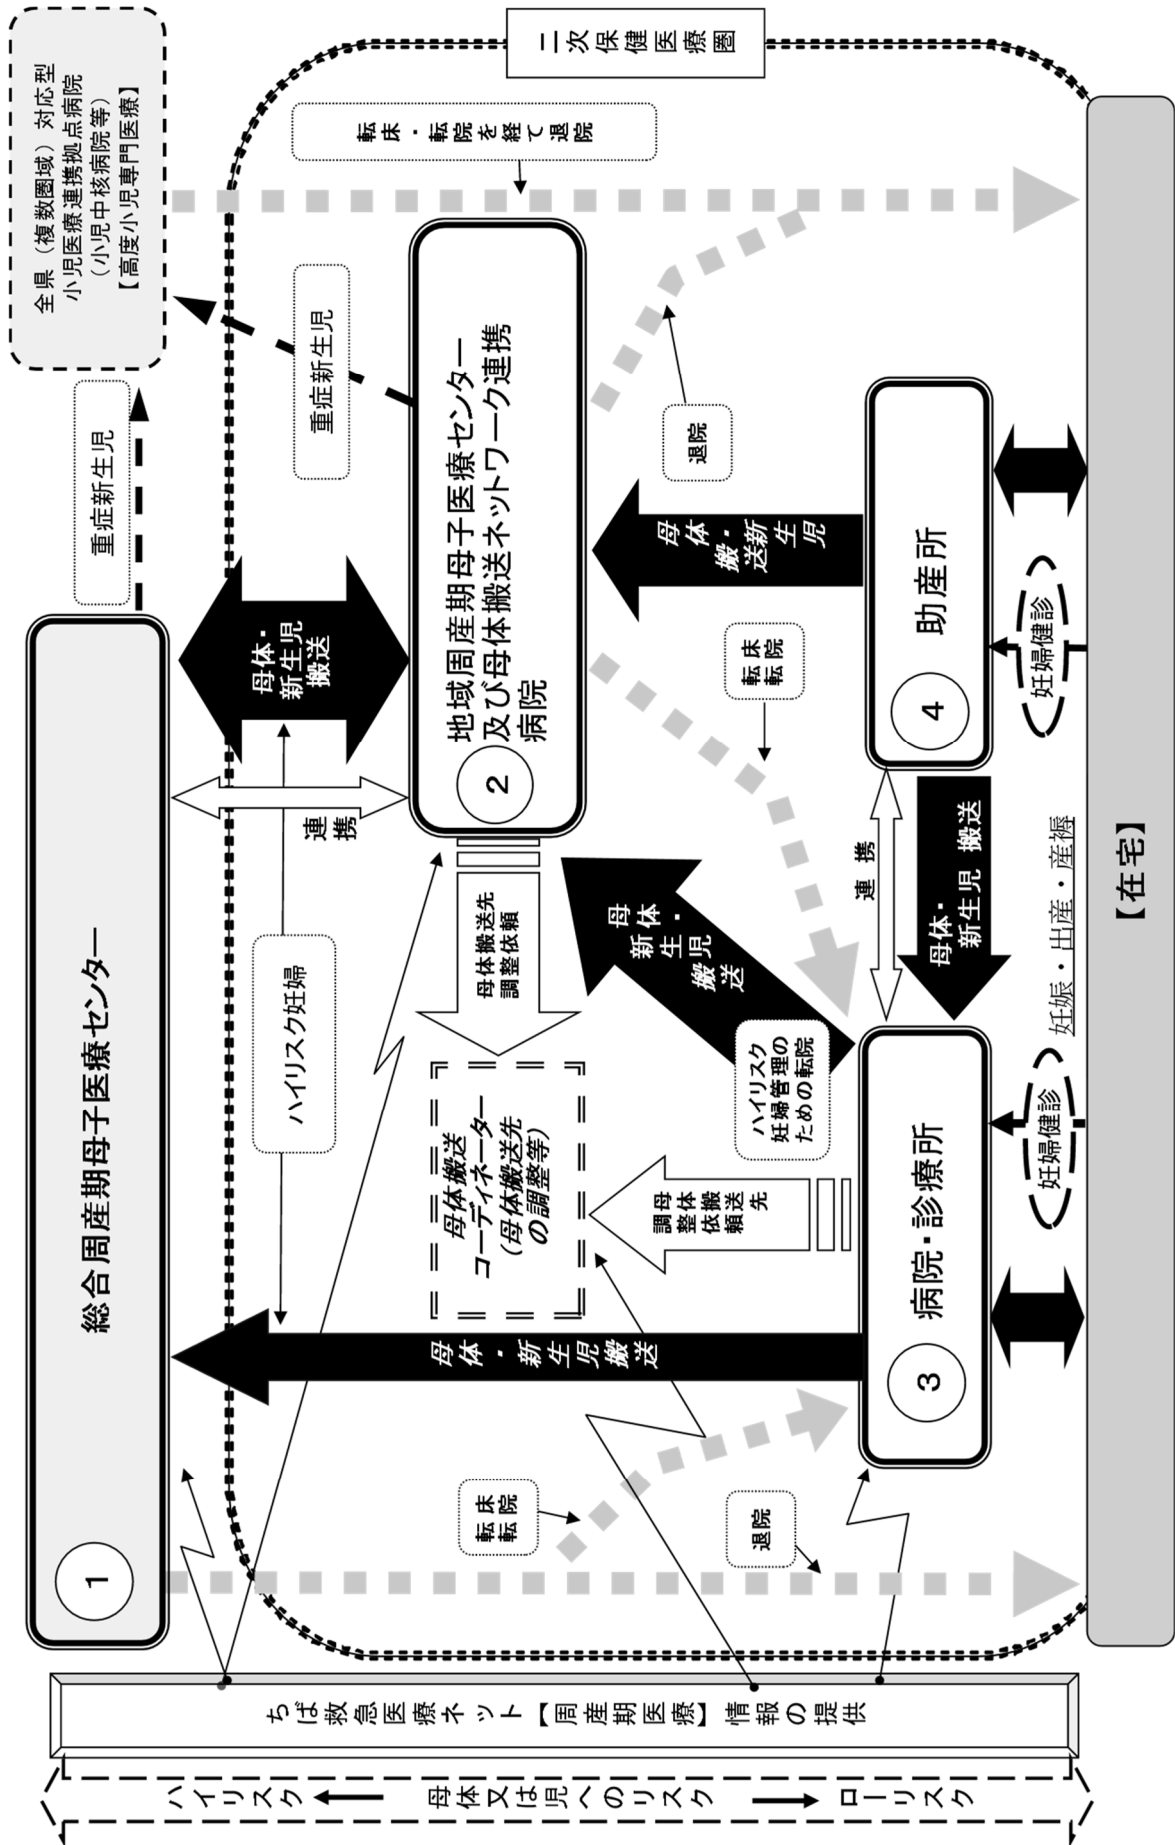 二次保健医療圏
全県（複数圏域）対応型
小児医療連携拠点病院
（小児中核病院等）
【高度小児専門医療】
転床・転院を経て退院
重症新生児
重症新生児
総合周産期母子医療センター
1
母体・
新生児
搬送
連携
ハイリスク妊婦
地域周産期母子医療センター
及び母体搬送ネットワーク連携
病院
2
母体搬送先
調整依頼
母体搬送
コーディネーター
（母体搬送先
の調整等）
母体・新生児搬送
母体・
新生児
搬送
ハイリスク
妊婦管理の
ための転院
母体搬送先
調整依頼
母体・新生児
搬送
退院
転床
転院
転床
転院
退院
助産所
4
連携
母体・
新生児 搬送
病院・診療所
3
妊婦健診
妊婦健診
妊娠・出産・産褥
【在宅】
ちば救急医療ネット【周産期医療】情報の提供
ハイリスク
母体又は児へのリスク
ローリスク